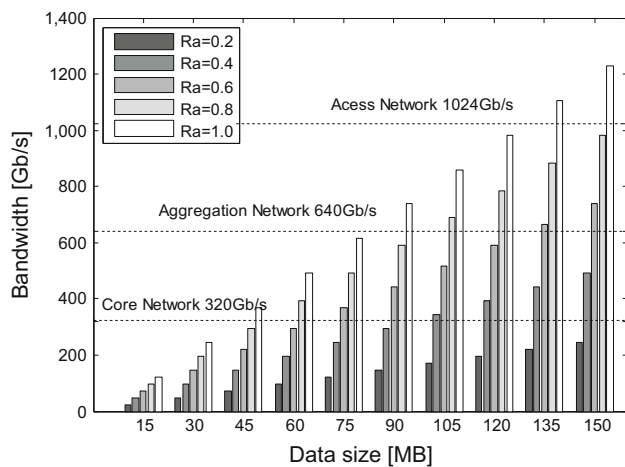 1,400
1200
1,000
800
600
400
200
0
Bandwidth [Gb/s]
Ra=0.2
Ra=0.4
Ra=0.6
Ra=0.8
Ra=1.0
Acess Network 1024Gb/s
Aggregation Network 640Gb/s
Core Network 320Gb/s
15 30 45 60 75 90 105 120 135 150
Data size [MB]